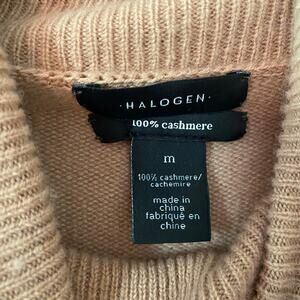 · HALOGEN ·
100% cashmere
m
100% cashmere/
cachemire
made in
china
fabriqué en
chine